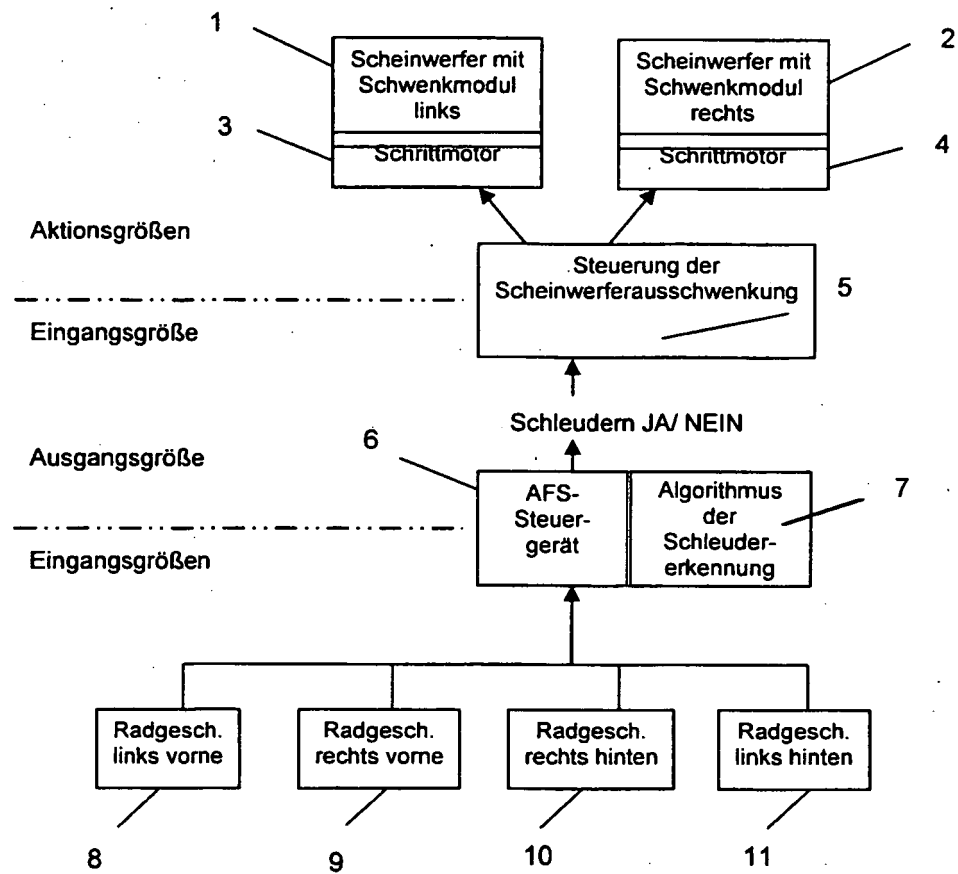 1
2
Scheinwerfer mit
Schwenkmodul
links
Scheinwerfer mit
Schwenkmodul
rechts
3
Schrittmotor
Schrittmotor
4
Aktionsgrößen
Steuerung der
Scheinwerferausschwenkung
5
Eingangsgröße
Schleudern JA/ NEIN
6
Ausgangsgröße
AFS-
Steuer-
gerät
Algorithmus
der
Schleuder-
erkennung
7
Eingangsgrößen
Radgesch.
links vorne
Radgesch.
rechts vorne
Radgesch.
rechts hinten
Radgesch.
links hinten
8
9
10
11